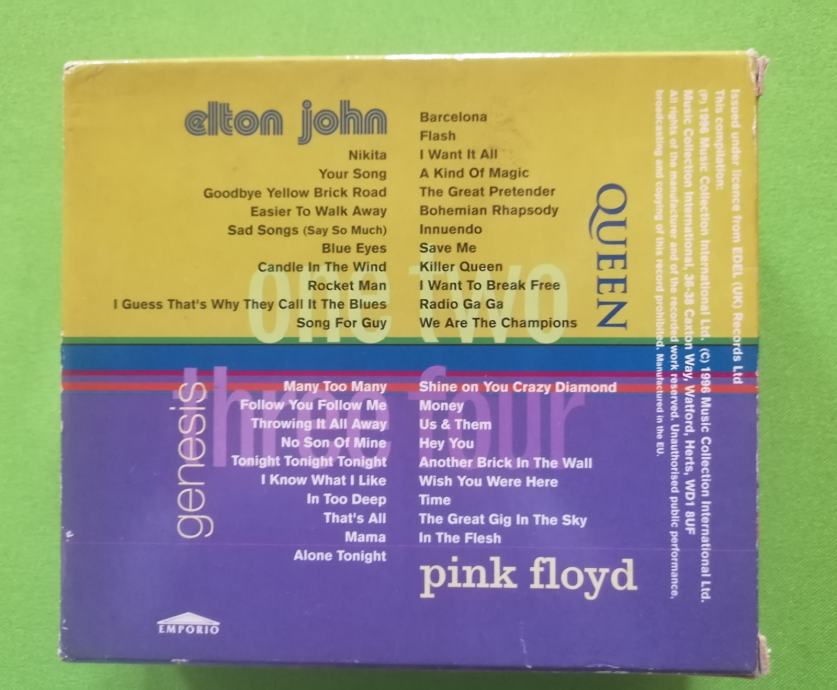 elton john
Nikita
Your Song
Goodbye Yellow Brick Road
Easier To Walk Away
Sad Songs (Say So Much)
Blue Eyes
Candle In The Wind
Rocket Man
I Guess That's Why They Call It The Blues
Song For Guy
Barcelona
Flash
I Want It All
A Kind Of Magic
The Great Pretender
Bohemian Rhapsody
Innuendo
Save Me
Killer Queen
I Want To Break Free
Radio Ga Ga
We Are The Champions
QUEEN
one two
three four
genesis
Many Too Many
Follow You Follow Me
Throwing It All Away
No Son Of Mine
Tonight Tonight Tonight
I Know What I Like
In Too Deep
That's All
Mama
Alone Tonight
Shine on You Crazy Diamond
Money
Us & Them
Hey You
Another Brick In The Wall
Wish You Were Here
Time
The Great Gig In The Sky
In The Flesh
pink floyd
EMPORIO
Issued under licence from EDEL (UK) Records Ltd
This compilation:
(P) 1996 Music Collection International Ltd. (C) 1996 Music Collection International Ltd.
Music Collection International, 36-38 Caxton Way, Watford, Herts, WD1 8UF
All rights of the manufacturer and of the recorded work reserved. Unauthorised public performance,
broadcasting and copying of this record prohibited. Manufactured in the EU.